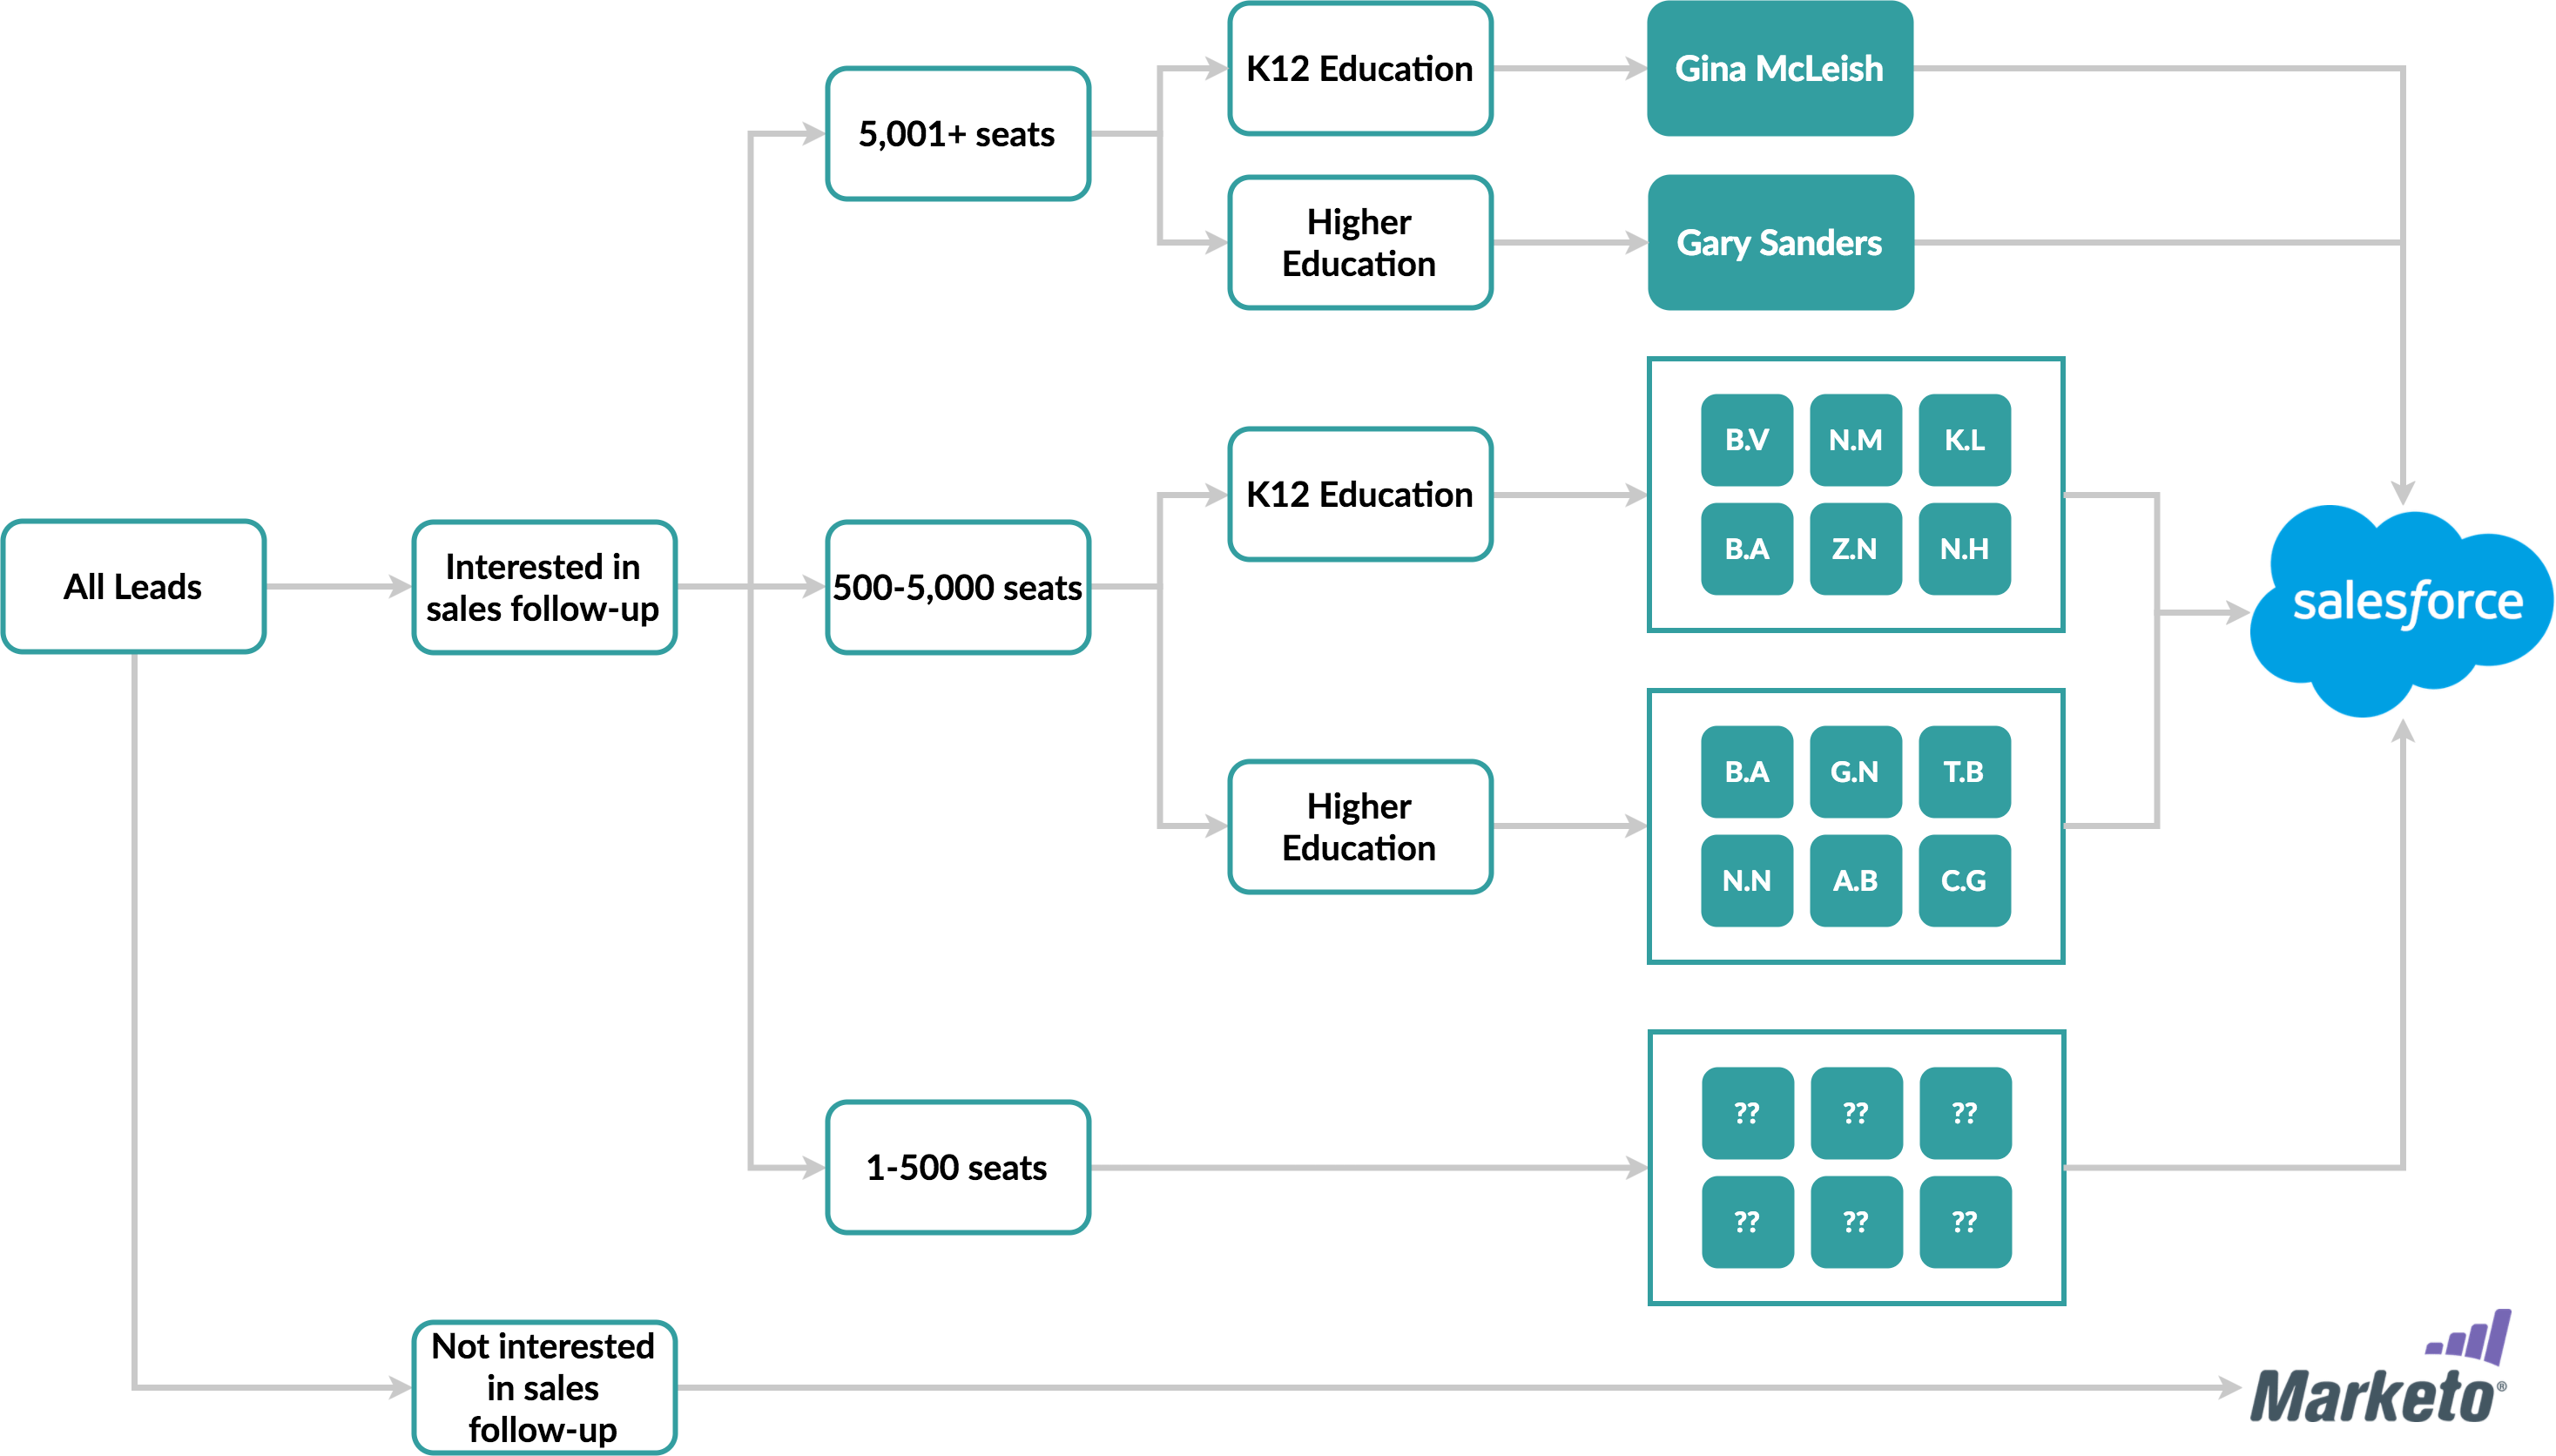 K12 Education
Gina McLeish
5,001+ seats
Higher
Education
Gary Sanders
B.V
N.M
K.L
K12 Education
B.A
Z.N
N.H
All Leads
Interested in
sales follow-up
500-5,000 seats
salesforce
Higher
Education
B.A
G.N
T.B
N.N
A.B
C.G
1-500 seats
??
??
??
??
??
??
Not interested
in sales
follow-up
Marketo®